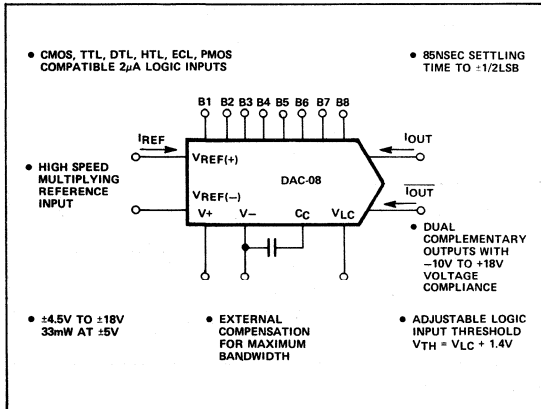 • CMOS, TTL, DTL, HTL, ECL, PMOS
COMPATIBLE 2μA LOGIC INPUTS
• 85NSEC SETTLING
TIME TO ±1/2LSB
B1 B2 B3 B4 B5 B6 B7 B8
IREF
IOUT
VREF(+)
DAC-08
• HIGH SPEED
MULTIPLYING
REFERENCE
INPUT
VREF(−)
IOUT
V+ V− CC VLC
• DUAL
COMPLEMENTARY
OUTPUTS WITH
−10V TO +18V
VOLTAGE
COMPLIANCE
• ±4.5V TO ±18V
33mW AT ±5V
• EXTERNAL
COMPENSATION
FOR MAXIMUM
BANDWIDTH
• ADJUSTABLE LOGIC
INPUT THRESHOLD
VTH = VLC + 1.4V